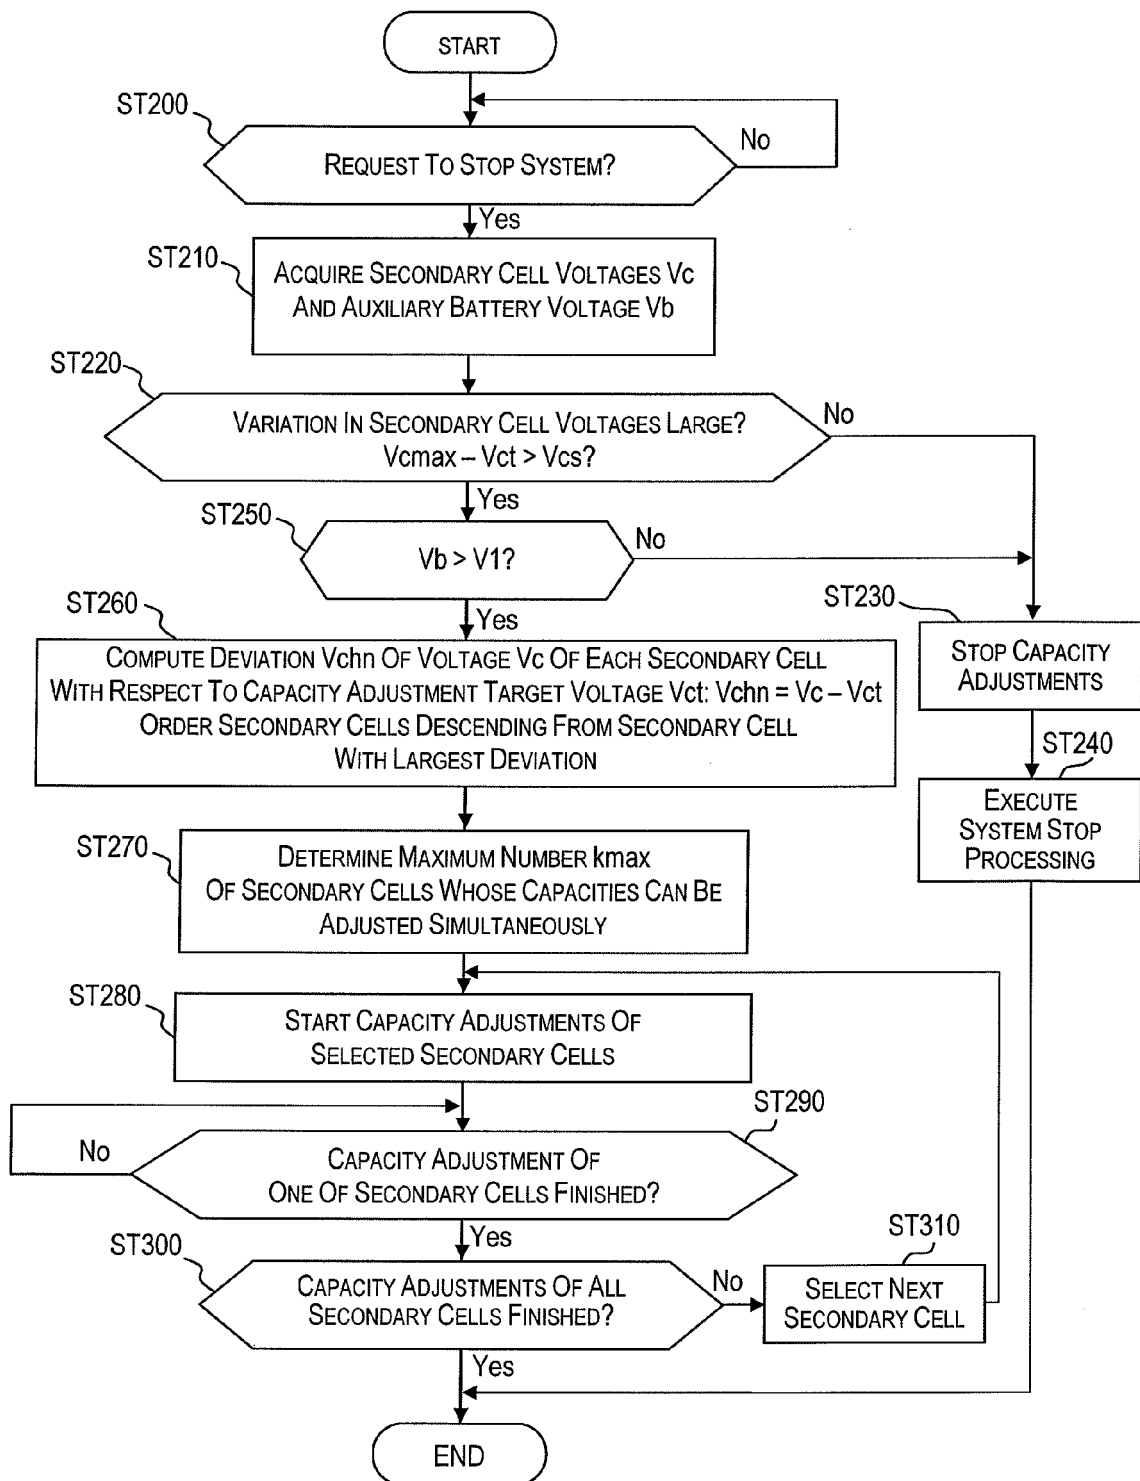 START
ST200
REQUEST TO STOP SYSTEM?
No
Yes
ST210
ACQUIRE SECONDARY CELL VOLTAGES Vc
AND AUXILIARY BATTERY VOLTAGE Vb
ST220
VARIATION IN SECONDARY CELL VOLTAGES LARGE?
Vcmax – Vct > Vcs?
No
Yes
ST250
Vb > V1?
No
Yes
ST230
STOP CAPACITY
ADJUSTMENTS
ST240
EXECUTE
SYSTEM STOP
PROCESSING
ST260
COMPUTE DEVIATION Vchn OF VOLTAGE Vc OF EACH SECONDARY CELL
WITH RESPECT TO CAPACITY ADJUSTMENT TARGET VOLTAGE Vct: Vchn = Vc – Vct
ORDER SECONDARY CELLS DESCENDING FROM SECONDARY CELL
WITH LARGEST DEVIATION
ST270
DETERMINE MAXIMUM NUMBER kmax
OF SECONDARY CELLS WHOSE CAPACITIES CAN BE
ADJUSTED SIMULTANEOUSLY
ST280
START CAPACITY ADJUSTMENTS OF
SELECTED SECONDARY CELLS
ST290
No
CAPACITY ADJUSTMENT OF
ONE OF SECONDARY CELLS FINISHED?
Yes
ST300
CAPACITY ADJUSTMENTS OF ALL
SECONDARY CELLS FINISHED?
No
ST310
SELECT NEXT
SECONDARY CELL
Yes
END